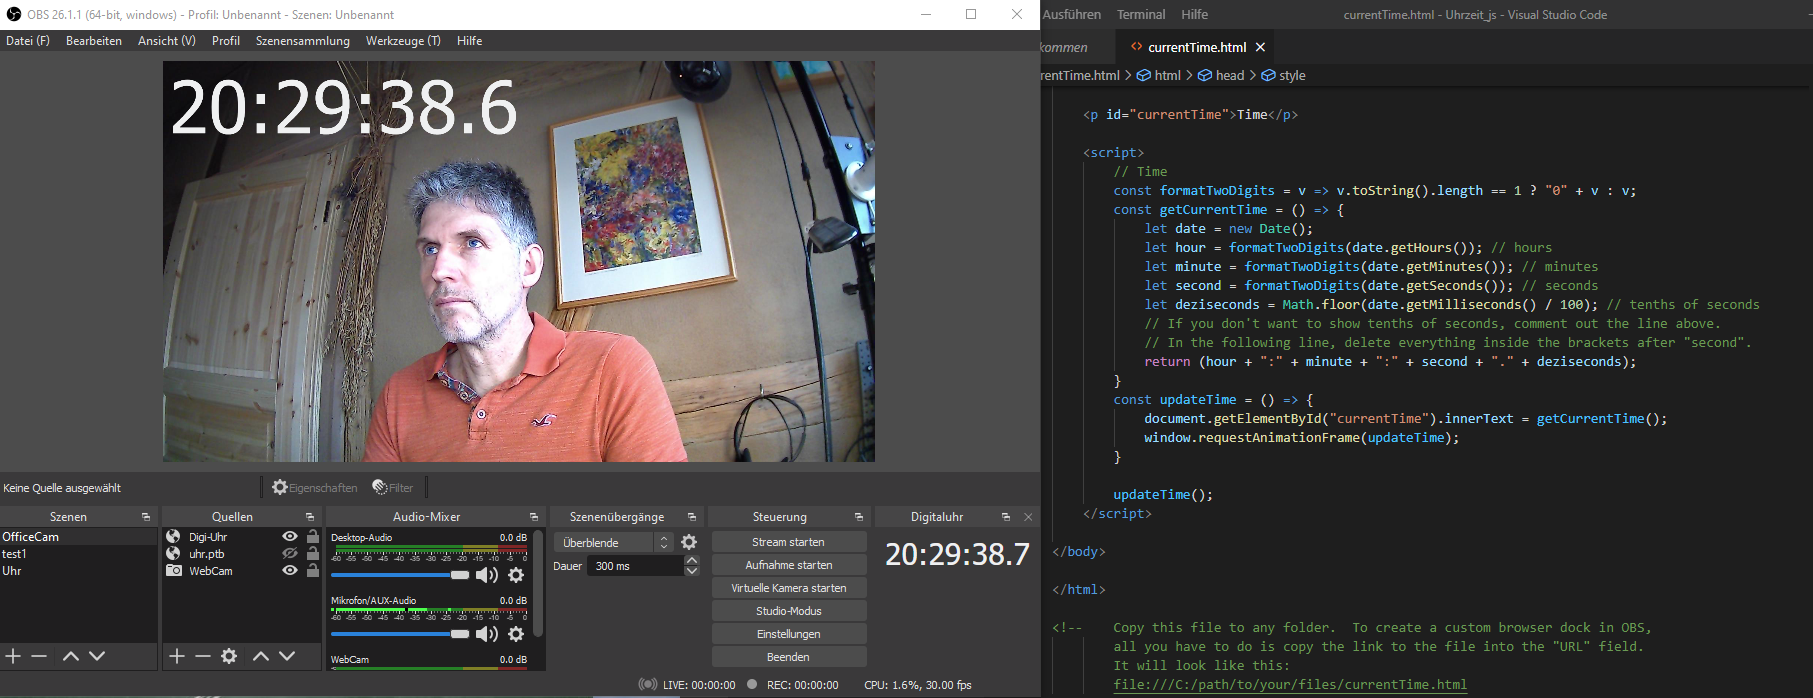 OBS 26.1.1 (64-bit, windows) - Profil: Unbenannt - Szenen: Unbenannt
Datei (F) Bearbeiten Ansicht (V) Profil Szenensammlung Werkzeuge (T) Hilfe
20:29:38.6
Keine Quelle ausgewählt
Eigenschaften
Filter
Szenen
OfficeCam
test1
Uhr
Quellen
Digi-Uhr
uhr.ptb
WebCam
Audio-Mixer
Desktop-Audio 0.0 dB
-60 -55 -50 -45 -40 -35 -30 -25 -20 -15 -10 -5 0
Mikrofon/AUX-Audio 0.0 dB
-60 -55 -50 -45 -40 -35 -30 -25 -20 -15 -10 -5 0
WebCam 0.0 dB
Szenenübergänge
Überblende
Dauer 300 ms
Steuerung
Stream starten
Aufnahme starten
Virtuelle Kamera starten
Studio-Modus
Einstellungen
Beenden
Digitaluhr
20:29:38.7
LIVE: 00:00:00 REC: 00:00:00 CPU: 1.6%, 30.00 fps
Ausführen Terminal Hilfe currentTime.html - Uhrzeit_js - Visual Studio Code
kommen <> currentTime.html
rentTime.html > html > head > style
<p id="currentTime">Time</p>
<script>
// Time
const formatTwoDigits = v => v.toString().length == 1 ? "0" + v : v;
const getCurrentTime = () => {
let date = new Date();
let hour = formatTwoDigits(date.getHours()); // hours
let minute = formatTwoDigits(date.getMinutes()); // minutes
let second = formatTwoDigits(date.getSeconds()); // seconds
let deziseconds = Math.floor(date.getMilliseconds() / 100); // tenths of seconds
// If you don't want to show tenths of seconds, comment out the line above.
// In the following line, delete everything inside the brackets after "second".
return (hour + ":" + minute + ":" + second + "." + deziseconds);
}
const updateTime = () => {
document.getElementById("currentTime").innerText = getCurrentTime();
window.requestAnimationFrame(updateTime);
}
updateTime();
</script>
</body>
</html>
<!-- Copy this file to any folder. To create a custom browser dock in OBS,
all you have to do is copy the link to the file into the "URL" field.
It will look like this:
file:///C:/path/to/your/files/currentTime.html